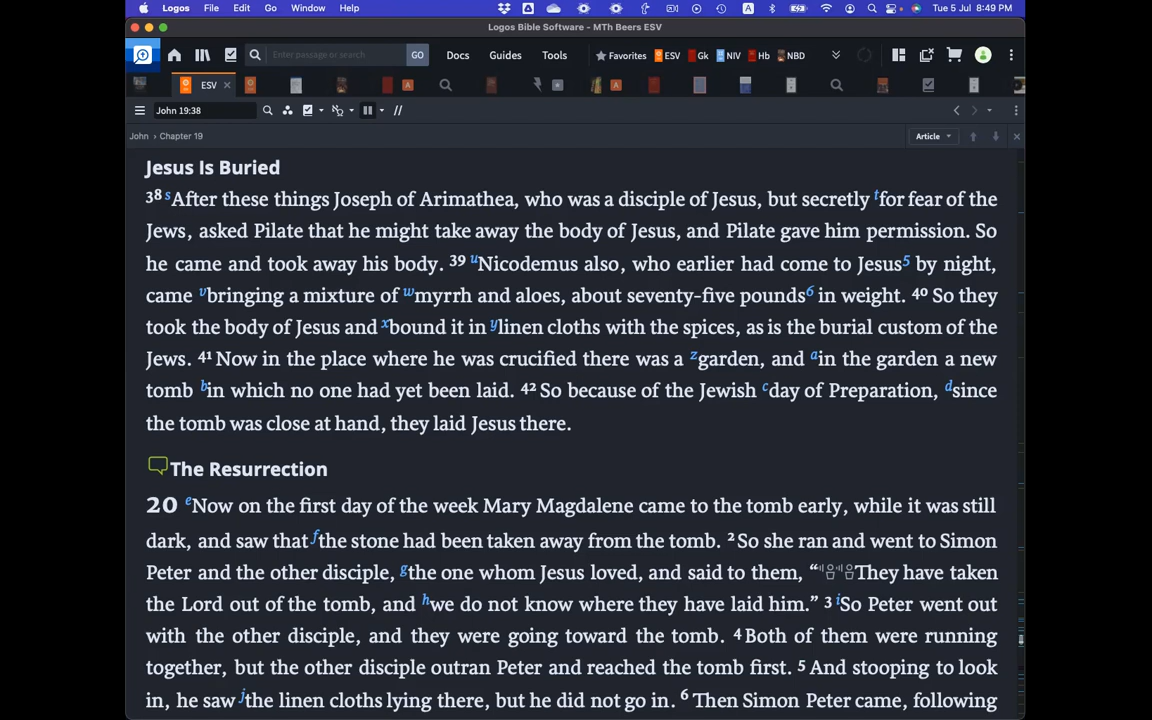 Logos File Edit Go Window Help A Tue 5 Jul 8:49 PM
Logos Bible Software - MTh Beers ESV
Enter passage or search GO Docs Guides Tools Favorites ESV Gk NIV Hb NBD
ESV A A
John 19:38
John › Chapter 19 Article
Jesus Is Buried
38 s After these things Joseph of Arimathea, who was a disciple of Jesus, but secretly t for fear of the
Jews, asked Pilate that he might take away the body of Jesus, and Pilate gave him permission. So
he came and took away his body. 39 u Nicodemus also, who earlier had come to Jesus5 by night,
came v bringing a mixture of w myrrh and aloes, about seventy-five pounds6 in weight. 40 So they
took the body of Jesus and x bound it in y linen cloths with the spices, as is the burial custom of the
Jews. 41 Now in the place where he was crucified there was a z garden, and a in the garden a new
tomb b in which no one had yet been laid. 42 So because of the Jewish c day of Preparation, d since
the tomb was close at hand, they laid Jesus there.
The Resurrection
20 e Now on the first day of the week Mary Magdalene came to the tomb early, while it was still
dark, and saw that f the stone had been taken away from the tomb. 2 So she ran and went to Simon
Peter and the other disciple, g the one whom Jesus loved, and said to them, “They have taken
the Lord out of the tomb, and h we do not know where they have laid him.” 3 i So Peter went out
with the other disciple, and they were going toward the tomb. 4 Both of them were running
together, but the other disciple outran Peter and reached the tomb first. 5 And stooping to look
in, he saw j the linen cloths lying there, but he did not go in. 6 Then Simon Peter came, following